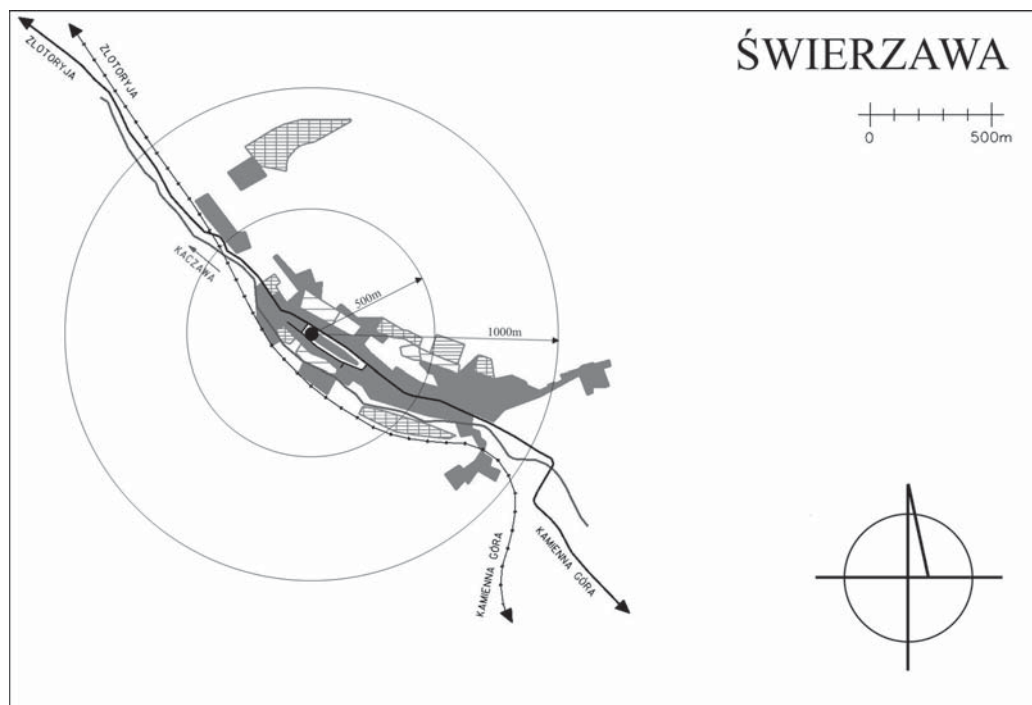 ŚWIERZAWA
0 500m
ZŁOTORYJA
ZŁOTORYJA
KACZAWA
500m
1000m
KAMIENNA GÓRA
KAMIENNA GÓRA